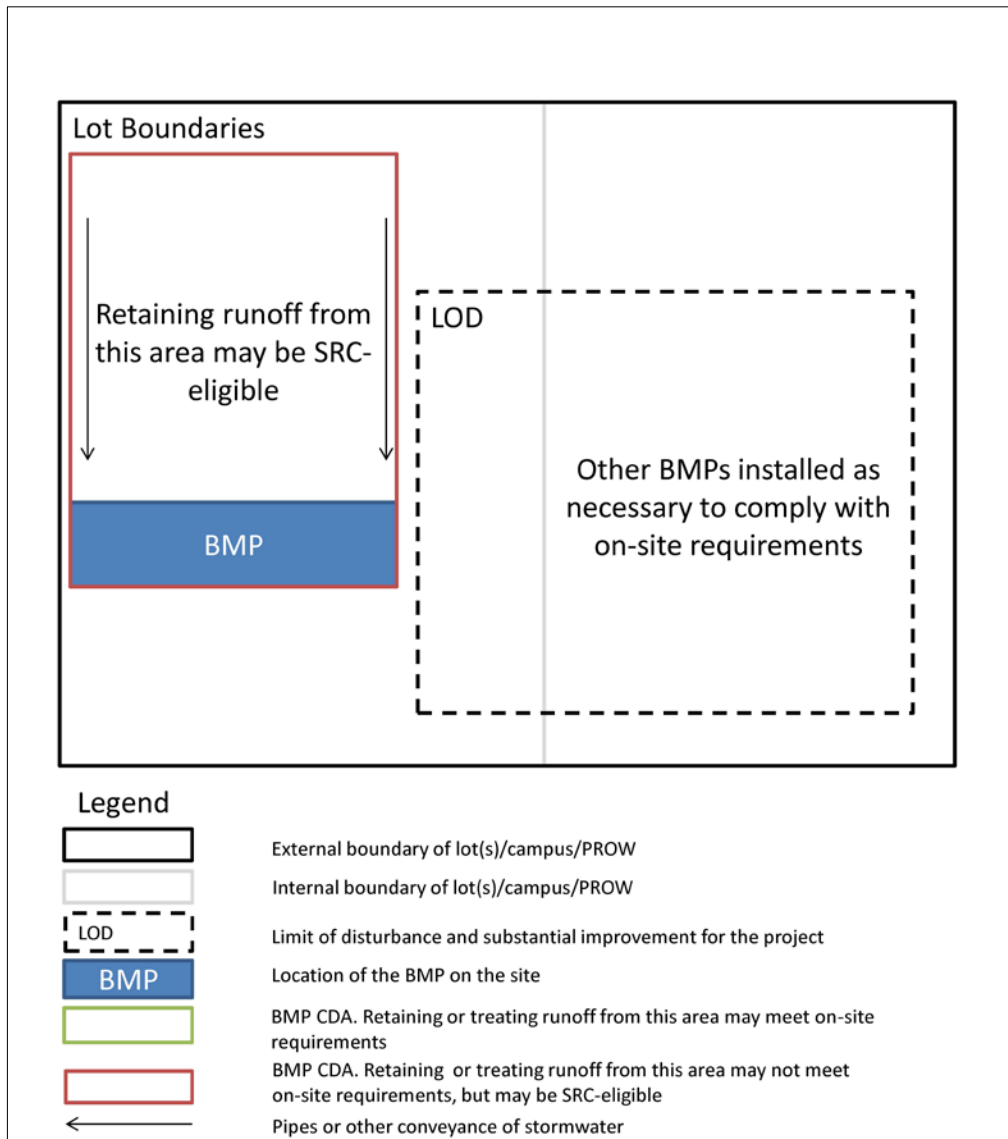 Lot Boundaries
Retaining runoff from
this area may be SRC-
eligible
BMP
LOD
Other BMPs installed as
necessary to comply with
on-site requirements
Legend
External boundary of lot(s)/campus/PROW
Internal boundary of lot(s)/campus/PROW
LOD
Limit of disturbance and substantial improvement for the project
BMP
Location of the BMP on the site
BMP CDA. Retaining or treating runoff from this area may meet on-site
requirements
BMP CDA. Retaining or treating runoff from this area may not meet
on-site requirements, but may be SRC-eligible
Pipes or other conveyance of stormwater